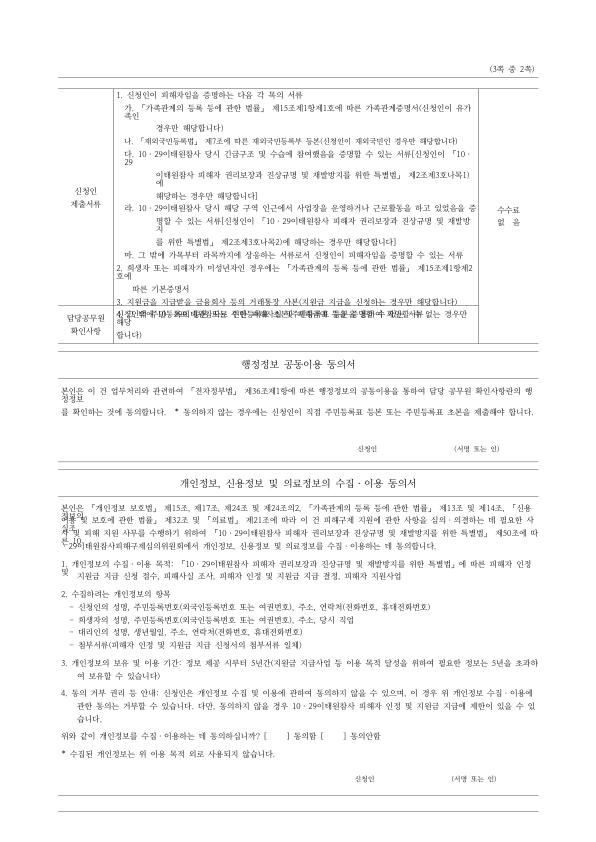 (3쪽 중 2쪽)
신청인
제출서류
1. 신청인이 피해자임을 증명하는 다음 각 목의 서류
가. 「가족관계의 등록 등에 관한 법률」 제15조제1항제1호에 따른 가족관계증명서(신청인이 유가
족인
경우만 해당합니다)
나. 「재외국민등록법」 제7조에 따른 재외국민등록부 등본(신청인이 재외국민인 경우만 해당합니다)
다. 10ㆍ29이태원참사 당시 긴급구조 및 수습에 참여했음을 증명할 수 있는 서류[신청인이 「10ㆍ
29
이태원참사 피해자 권리보장과 진상규명 및 재발방지를 위한 특별법」 제2조제3호나목1)
에
해당하는 경우만 해당합니다]
라. 10ㆍ29이태원참사 당시 해당 구역 인근에서 사업장을 운영하거나 근로활동을 하고 있었음을 증
명할 수 있는 서류[신청인이 「10ㆍ29이태원참사 피해자 권리보장과 진상규명 및 재발방
지
를 위한 특별법」 제2조제3호나목2)에 해당하는 경우만 해당합니다]
마. 그 밖에 가목부터 라목까지에 상응하는 서류로서 신청인이 피해자임을 증명할 수 있는 서류
2. 희생자 또는 피해자가 미성년자인 경우에는 「가족관계의 등록 등에 관한 법률」 제15조제1항제2
호에
따른 기본증명서
3. 지원금을 지급받을 금융회사 등의 거래통장 사본(지원금 지급을 신청하는 경우만 해당합니다)
수수료
없 음
담당공무원
확인사항
해당
합니다)
행정정보 공동이용 동의서
본인은 이 건 업무처리와 관련하여 「전자정부법」 제36조제1항에 따른 행정정보의 공동이용을 통하여 담당 공무원 확인사항란의 행
정정보
를 확인하는 것에 동의합니다. * 동의하지 않는 경우에는 신청인이 직접 주민등록표 등본 또는 주민등록표 초본을 제출해야 합니다.
신청인 (서명 또는 인)
개인정보, 신용정보 및 의료정보의 수집ㆍ이용 동의서
본인은 「개인정보 보호법」 제15조, 제17조, 제24조 및 제24조의2, 「가족관계의 등록 등에 관한 법률」 제13조 및 제14조, 「신용
이용 및 보호에 관한 법률」 제32조 및 「의료법」 제21조에 따라 이 건 피해구제 지원에 관한 사항을 심의ㆍ의결하는 데 필요한 사
및 피해 지원 사무를 수행하기 위하여 「10ㆍ29이태원참사 피해자 권리보장과 진상규명 및 재발방지를 위한 특별법」 제50조에 따
29이태원참사피해구제심의위원회에서 개인정보, 신용정보 및 의료정보를 수집ㆍ이용하는 데 동의합니다.
1. 개인정보의 수집ㆍ이용 목적: 「10ㆍ29이태원참사 피해자 권리보장과 진상규명 및 재발방지를 위한 특별법」에 따른 피해자 인정
및
지원금 지급 신청 접수, 피해사실 조사, 피해자 인정 및 지원금 지급 결정, 피해자 지원사업
2. 수집하려는 개인정보의 항목
- 신청인의 성명, 주민등록번호(외국인등록번호 또는 여권번호), 주소, 연락처(전화번호, 휴대전화번호)
- 희생자의 성명, 주민등록번호(외국인등록번호 또는 여권번호), 주소, 당시 직업
- 대리인의 성명, 생년월일, 주소, 연락처(전화번호, 휴대전화번호)
- 첨부서류(피해자 인정 및 지원금 지급 신청서의 첨부서류 일체)
3. 개인정보의 보유 및 이용 기간: 정보 제공 시부터 5년간(지원금 지급사업 등 이용 목적 달성을 위하여 필요한 정보는 5년을 초과하
여 보유할 수 있습니다)
4. 동의 거부 권리 등 안내: 신청인은 개인정보 수집 및 이용에 관하여 동의하지 않을 수 있으며, 이 경우 위 개인정보 수집ㆍ이용에
관한 동의는 거부할 수 있습니다. 다만, 동의하지 않을 경우 10ㆍ29이태원참사 피해자 인정 및 지원금 지급에 제한이 있을 수 있
습니다.
위와 같이 개인정보를 수집ㆍ이용하는 데 동의하십니까? [ ] 동의함 [ ] 동의안함
* 수집된 개인정보는 위 이용 목적 외로 사용되지 않습니다.
신청인 (서명 또는 인)